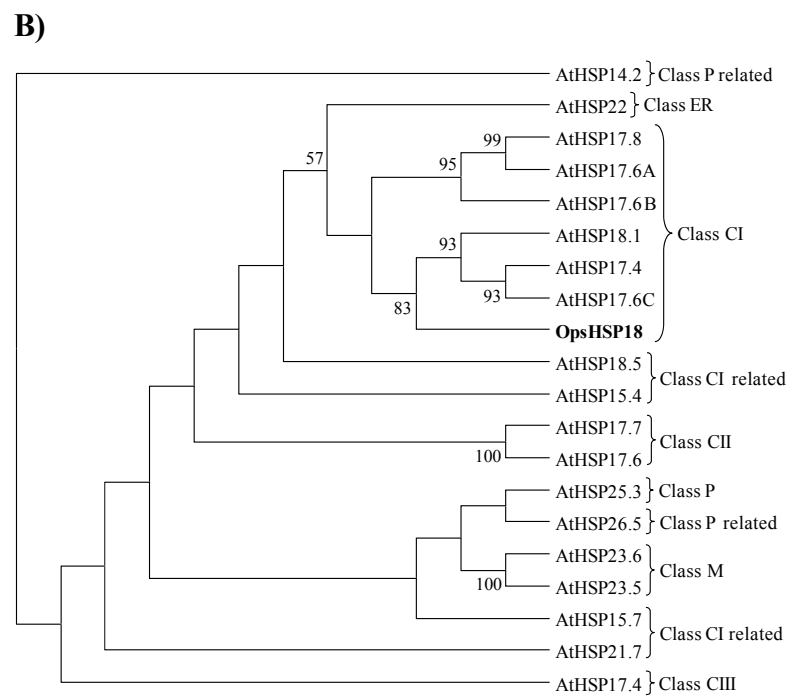 B)
AtHSP14.2 Class P related
AtHSP22 Class ER
57
99 AtHSP17.8
95 AtHSP17.6A
AtHSP17.6B
Class CI
93 AtHSP18.1
AtHSP17.4
93 AtHSP17.6C
83
OpsHSP18
AtHSP18.5
Class CI related
AtHSP15.4
AtHSP17.7
Class CII
100 AtHSP17.6
AtHSP25.3 Class P
AtHSP26.5 Class P related
AtHSP23.6
Class M
100 AtHSP23.5
AtHSP15.7
Class CI related
AtHSP21.7
AtHSP17.4 Class CIII